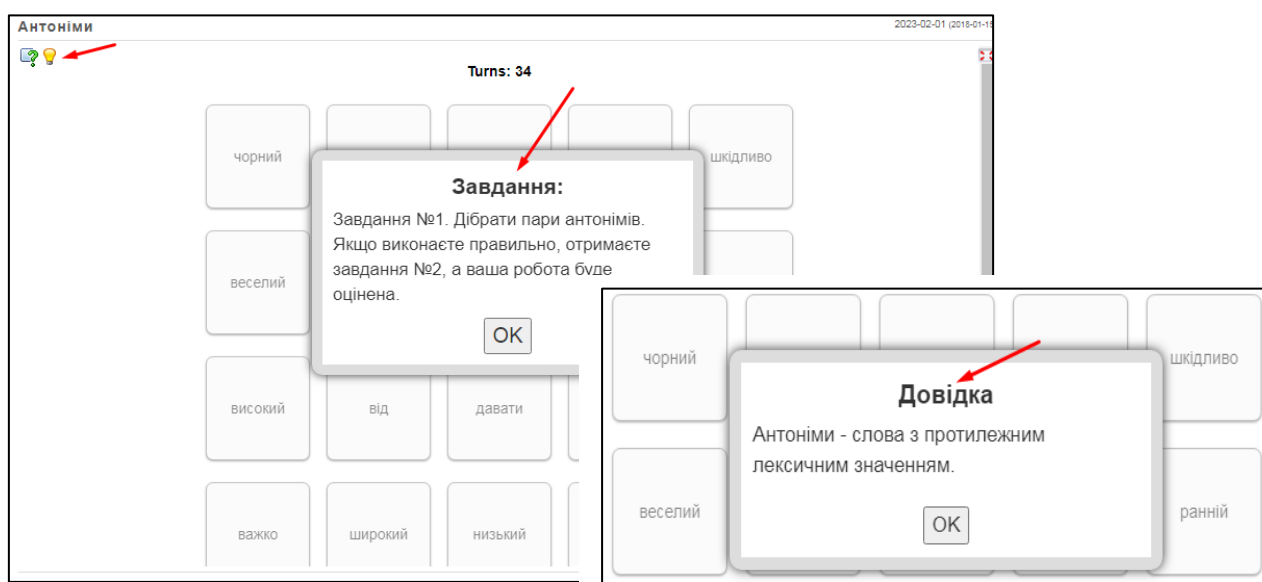 Антоніми
2023-02-01 (2018-01-15
Turns: 34
чорний
шкідливо
Завдання:
Завдання №1. Дібрати пари антонімів.
Якщо виконаєте правильно, отримаєте
завдання №2, а ваша робота буде
оцінена.
OK
веселий
високий
від
давати
важко
широкий
низький
чорний
шкідливо
Довідка
Антоніми - слова з протилежним
лексичним значенням.
OK
веселий
ранній